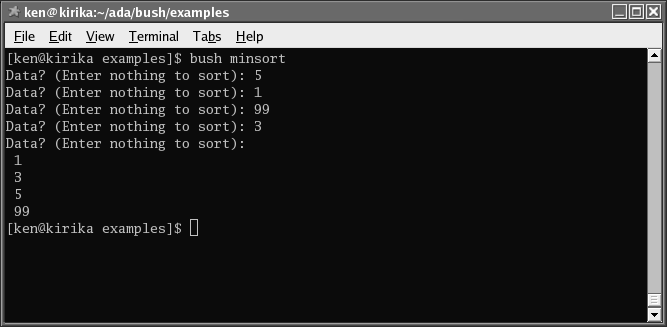 ken@kirika:~/ada/bush/examples
File Edit View Terminal Tabs Help
[ken@kirika examples]$ bush minsort
Data? (Enter nothing to sort): 5
Data? (Enter nothing to sort): 1
Data? (Enter nothing to sort): 99
Data? (Enter nothing to sort): 3
Data? (Enter nothing to sort):
1
3
5
99
[ken@kirika examples]$